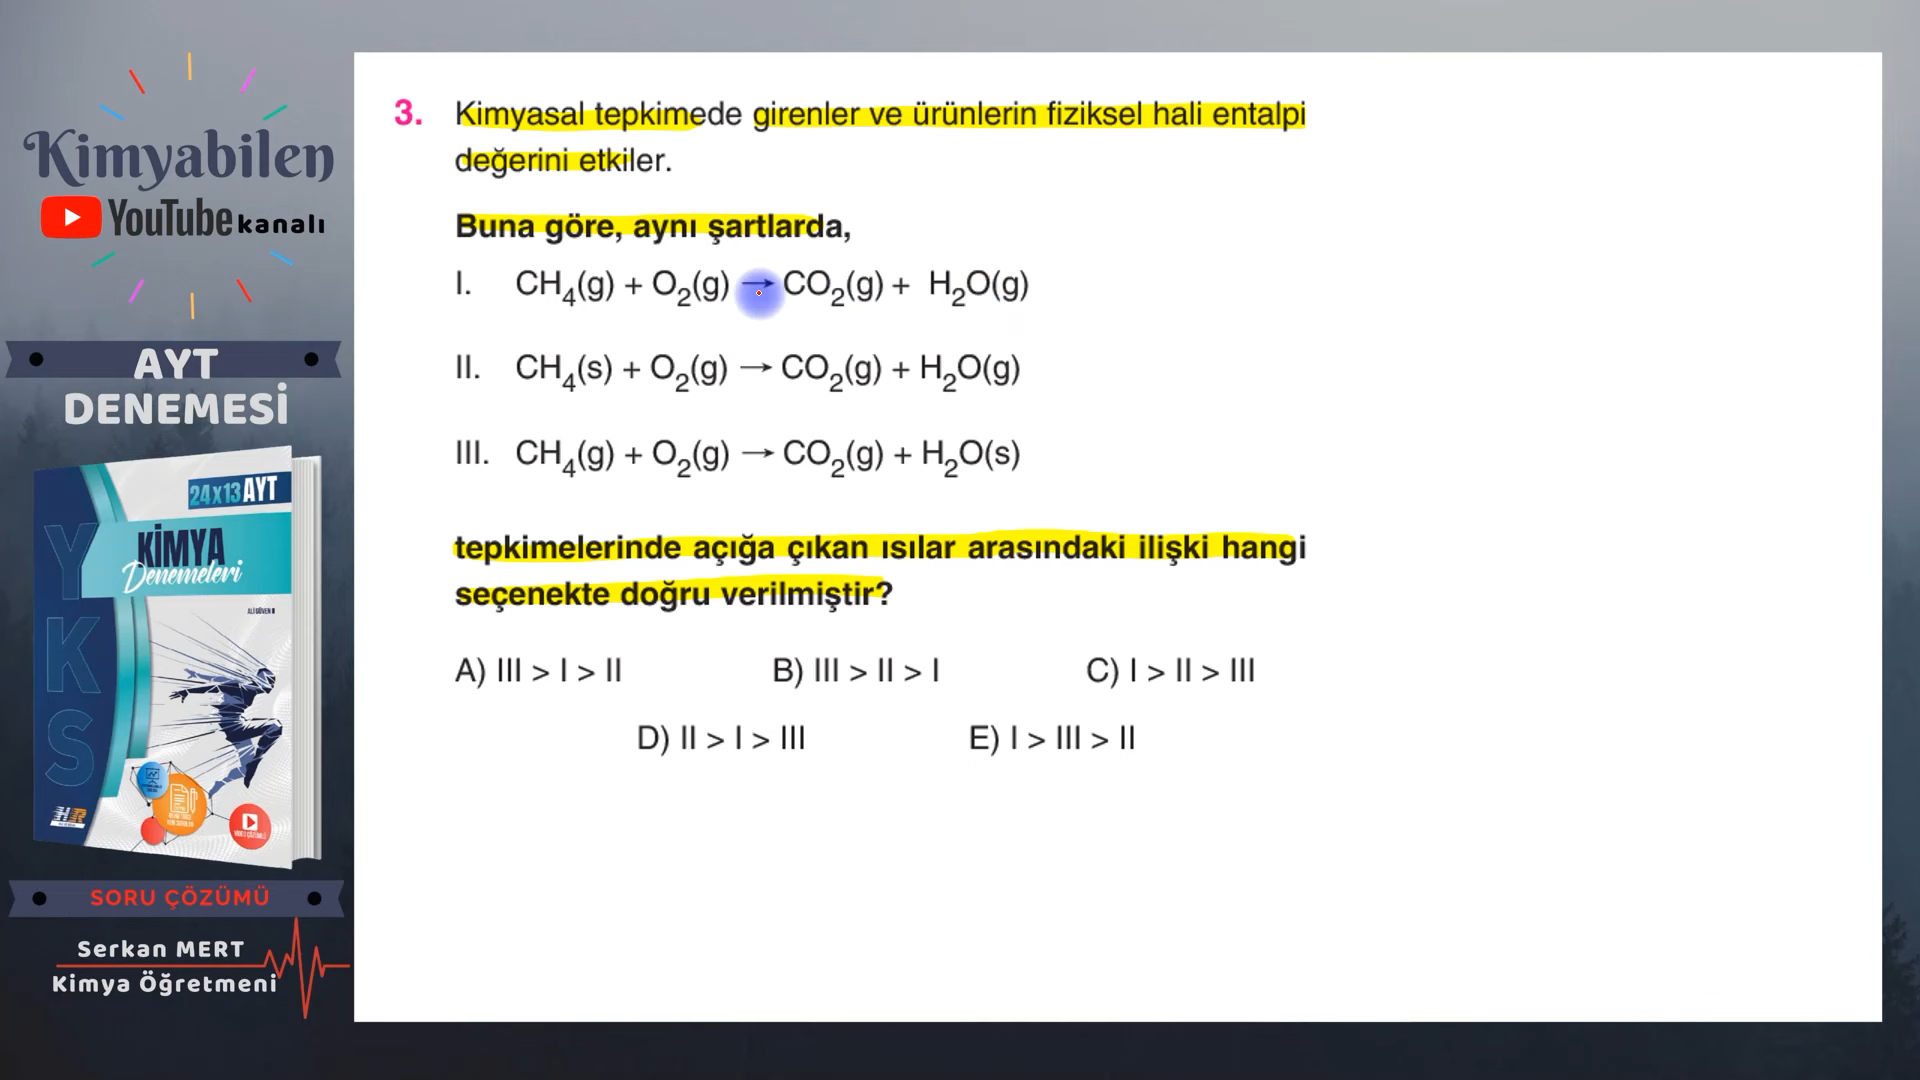 Kimyabilen
YouTube kanalı
AYT
DENEMESİ
24x13 AYT
KİMYA
Denemeleri
ALİ GÜVEN
YKS
SORU ÇÖZÜMÜ
Serkan MERT
Kimya Öğretmeni
3. Kimyasal tepkimede girenler ve ürünlerin fiziksel hali entalpi
değerini etkiler.
Buna göre, aynı şartlarda,
I. CH₄(g) + O₂(g) → CO₂(g) + H₂O(g)
II. CH₄(s) + O₂(g) → CO₂(g) + H₂O(g)
III. CH₄(g) + O₂(g) → CO₂(g) + H₂O(s)
tepkimelerinde açığa çıkan ısılar arasındaki ilişki hangi
seçenekte doğru verilmiştir?
A) III > I > II B) III > II > I C) I > II > III
D) II > I > III E) I > III > II